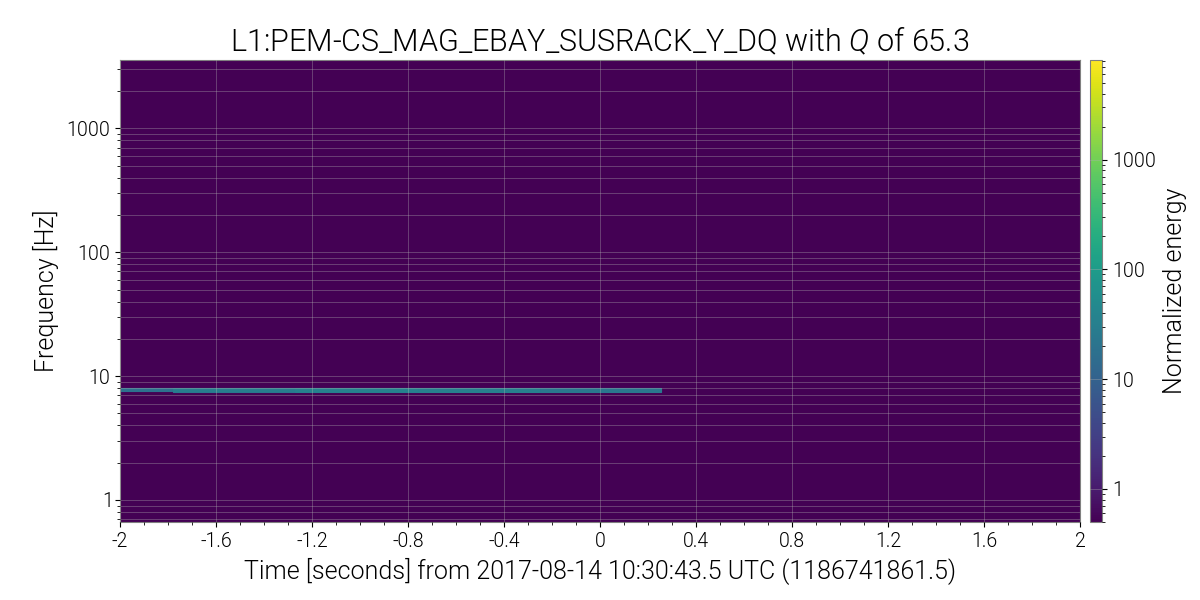 L1:PEM-CS_MAG_EBAY_SUSRACK_Y_DQ with Q of 65.3
Frequency [Hz]
1000
100
10
1
-2 -1.6 -1.2 -0.8 -0.4 0 0.4 0.8 1.2 1.6 2
Time [seconds] from 2017-08-14 10:30:43.5 UTC (1186741861.5)
1000
100
10
1
Normalized energy